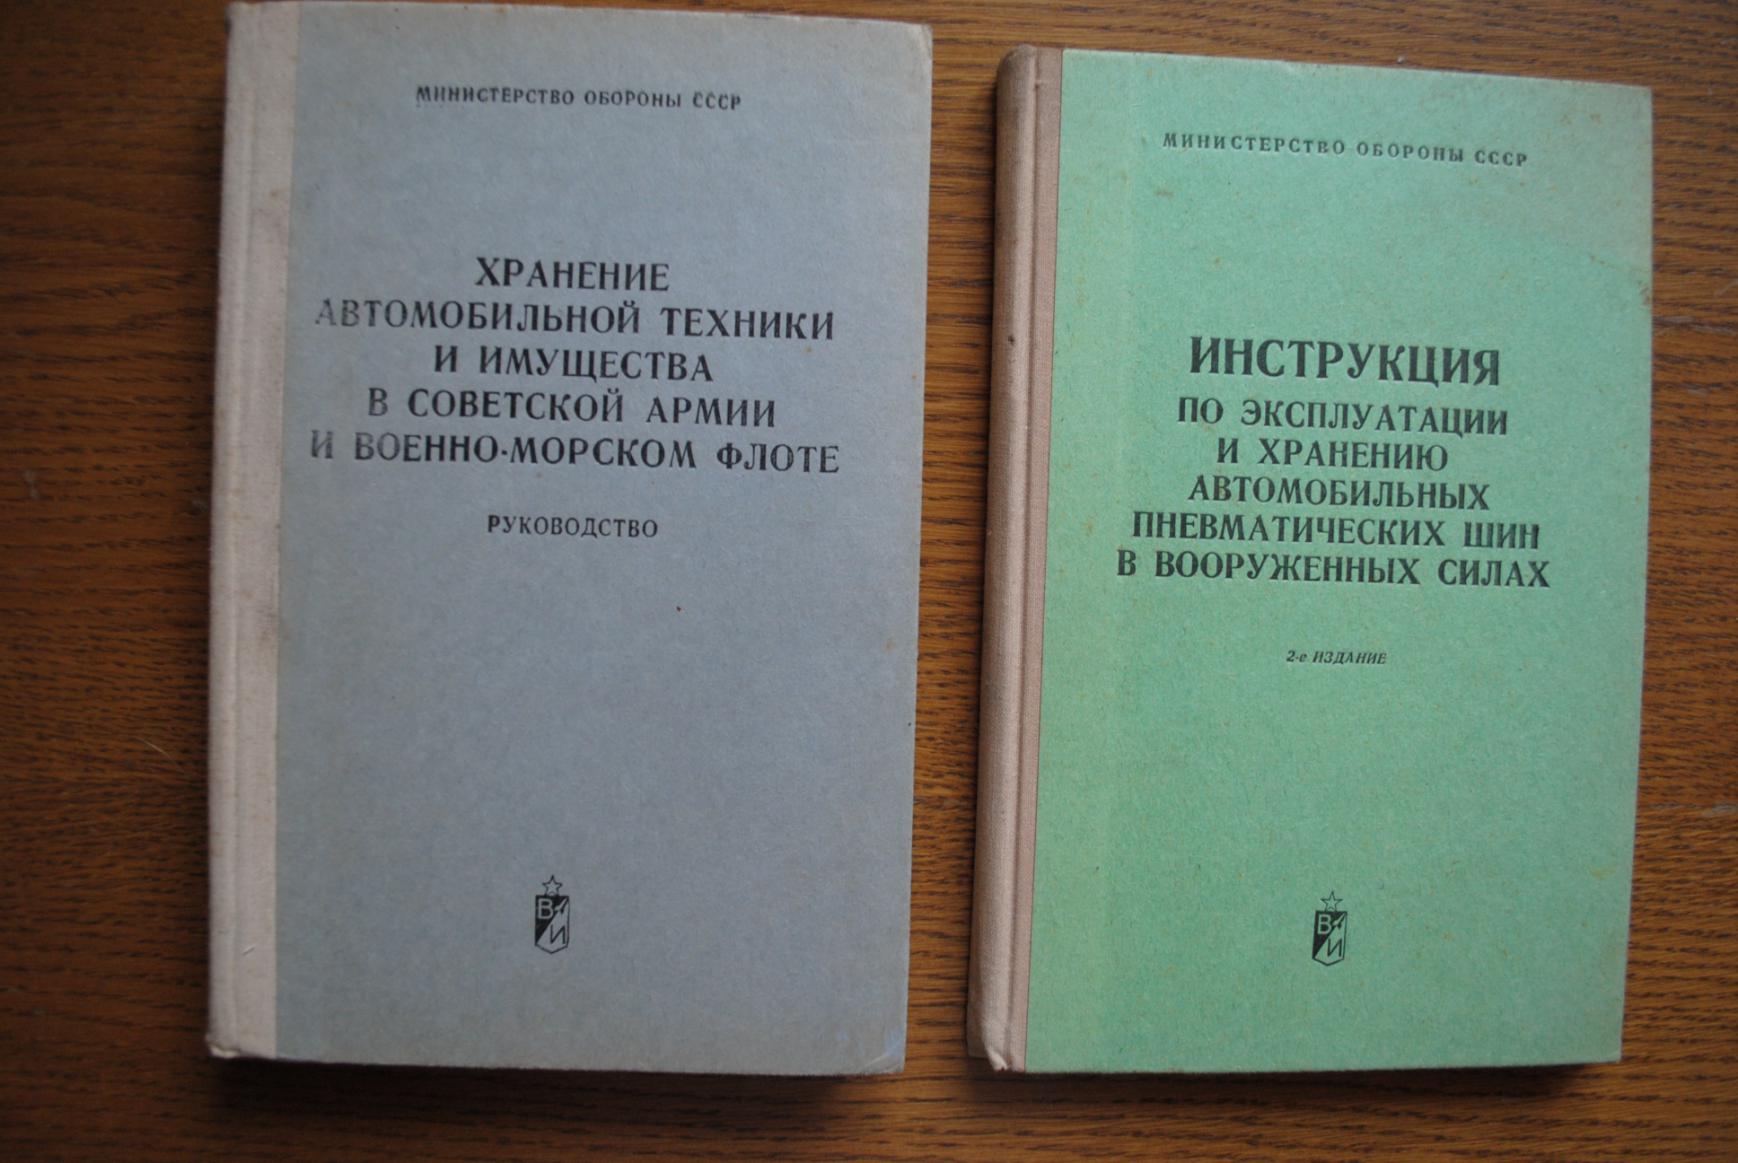 МИНИСТЕРСТВО ОБОРОНЫ СССР
ХРАНЕНИЕ
АВТОМОБИЛЬНОЙ ТЕХНИКИ
И ИМУЩЕСТВА
В СОВЕТСКОЙ АРМИИ
И ВОЕННО-МОРСКОМ ФЛОТЕ
РУКОВОДСТВО
В
И
МИНИСТЕРСТВО ОБОРОНЫ СССР
ИНСТРУКЦИЯ
ПО ЭКСПЛУАТАЦИИ
И ХРАНЕНИЮ
АВТОМОБИЛЬНЫХ
ПНЕВМАТИЧЕСКИХ ШИН
В ВООРУЖЕННЫХ СИЛАХ
2-е ИЗДАНИЕ
В
И